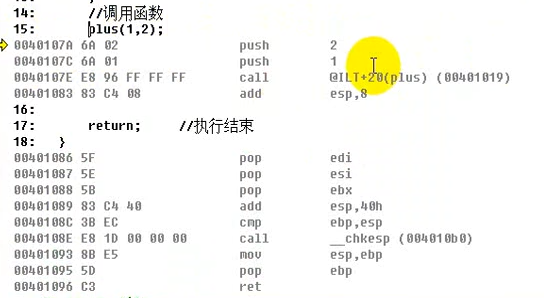 14: //调用函数
15: plus(1,2);
0040107A 6A 02 push 2
0040107C 6A 01 push 1
0040107E E8 96 FF FF FF call @ILT+20(plus) (00401019)
00401083 83 C4 08 add esp,8
16:
17: return; //执行结束
18: }
00401086 5F pop edi
00401087 5E pop esi
00401088 5B pop ebx
00401089 83 C4 40 add esp,40h
0040108C 3B EC cmp ebp,esp
0040108E E8 1D 00 00 00 call __chkesp (004010b0)
00401093 8B E5 mov esp,ebp
00401095 5D pop ebp
00401096 C3 ret